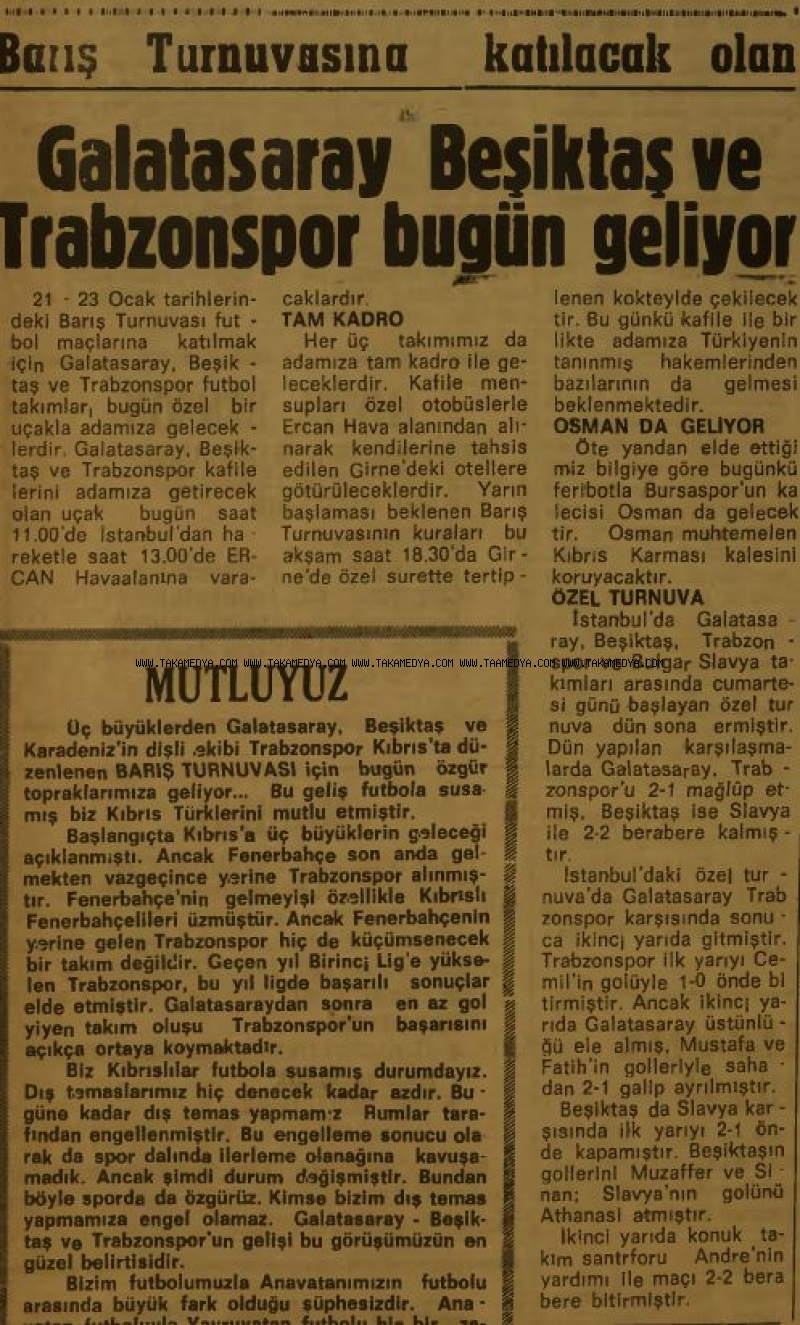 Barış Turnuvasına katılacak olan
Galatasaray Beşiktaş ve
Trabzonspor bugün geliyor
21 - 23 Ocak tarihlerin-
deki Barış Turnuvası fut -
bol maçlarına katılmak
için Galatasaray, Beşik -
taş ve Trabzonspor futbol
takımları bugün özel bir
uçakla adamıza gelecek -
lerdir. Galatasaray, Beşik-
taş ve Trabzonspor kafile
lerini adamıza getirecek
olan uçak bugün saat
11.00'de İstanbul'dan ha -
reketle saat 13.00'de ER-
CAN Havaalanına vara-
caklardır.
TAM KADRO
Her üç takımımız da
adamıza tam kadro ile ge-
leceklerdir. Kafile men-
supları özel otobüslerle
Ercan Hava alanından alı-
narak kendilerine tahsis
edilen Girne'deki otellere
götürüleceklerdir. Yarın
başlaması beklenen Barış
Turnuvasının kuraları bu
akşam saat 18.30'da Gir -
ne'de özel surette tertip -
lenen kokteylde çekilecek
tir. Bu günkü kafile ile bir
likte adamıza Türkiyenin
tanınmış hakemlerinden
bazılarının da gelmesi
beklenmektedir.
OSMAN DA GELİYOR
Öte yandan elde ettiği
miz bilgiye göre bugünkü
feribotla Bursaspor'un ka
lecisi Osman da gelecek
tir. Osman muhtemelen
Kıbrıs Karması kalesini
koruyacaktır.
ÖZEL TURNUVA
İstanbul'da Galatasa -
ray, Beşiktaş, Trabzon -
Slavya ta-
kımları arasında cumarte-
si günü başlayan özel tur
nuva dün sona ermiştir.
Dün yapılan karşılaşma-
larda Galatasaray, Trab -
zonspor'u 2-1 mağlûp et-
miş, Beşiktaş ise Slavya
ile 2-2 berabere kalmış -
tır.
İstanbul'daki özel tur -
nuva'da Galatasaray Trab
zonspor karşısında sonu -
ca ikinci yarıda gitmiştir.
Trabzonspor ilk yarıyı Ce-
mil'in golüyle 1-0 önde bi
tirmiştir. Ancak ikinci ya-
rıda Galatasaray üstünlü -
ğü ele almış, Mustafa ve
Fatih'in golleriyle saha -
dan 2-1 galip ayrılmıştır.
Beşiktaş da Slavya kar -
şısında ilk yarıyı 2-1 ön-
de kapamıştır. Beşiktaşın
gollerini Muzaffer ve Si -
nan; Slavya'nın golünü
Athanasi atmıştır.
İkinci yarıda konuk ta-
kım santrforu Andre'nin
yardımı ile maçı 2-2 bera
bere bitirmiştir.
WWW.TAKAMEDYA.COM WWW.TAKAMEDYA.COM WWW.TAKAMEDYA.COM WWW.TAAMEDYA.COM WWW.TAKAMEDYA.COM
MUTLUYUZ
Üç büyüklerden Galatasaray, Beşiktaş ve
Karadeniz'in dişli ekibi Trabzonspor Kıbrıs'ta dü-
zenlenen BARIŞ TURNUVASI için bugün özgür
topraklarımıza geliyor... Bu geliş futbola susa-
mış biz Kıbrıs Türklerini mutlu etmiştir.
Başlangıçta Kıbrıs'a üç büyüklerin geleceği
açıklanmıştı. Ancak Fenerbahçe son anda gel-
mekten vazgeçince yerine Trabzonspor alınmış-
tır. Fenerbahçe'nin gelmeyişi özellikle Kıbrıslı
Fenerbahçelileri üzmüştür. Ancak Fenerbahçenin
yerine gelen Trabzonspor hiç de küçümsenecek
bir takım değildir. Geçen yıl Birinci Lig'e yükse-
len Trabzonspor, bu yıl ligde başarılı sonuçlar
elde etmiştir. Galatasaraydan sonra en az gol
yiyen takım oluşu Trabzonspor'un başarısını
açıkça ortaya koymaktadır.
Biz Kıbrıslılar futbola susamış durumdayız.
Dış temaslarımız hiç denecek kadar azdır. Bu -
güne kadar dış temas yapmamız Rumlar tara-
fından engellenmiştir. Bu engelleme sonucu ola
rak da spor dalında ilerleme olanağına kavuşa-
madık. Ancak şimdi durum değişmiştir. Bundan
böyle sporda da özgürüz. Kimse bizim dış temas
yapmamıza engel olamaz. Galatasaray - Beşik-
taş ve Trabzonspor'un gelişi bu görüşümüzün en
güzel belirtisidir.
Bizim futbolumuzla Anavatanımızın futbolu
arasında büyük fark olduğu şüphesizdir. Ana -